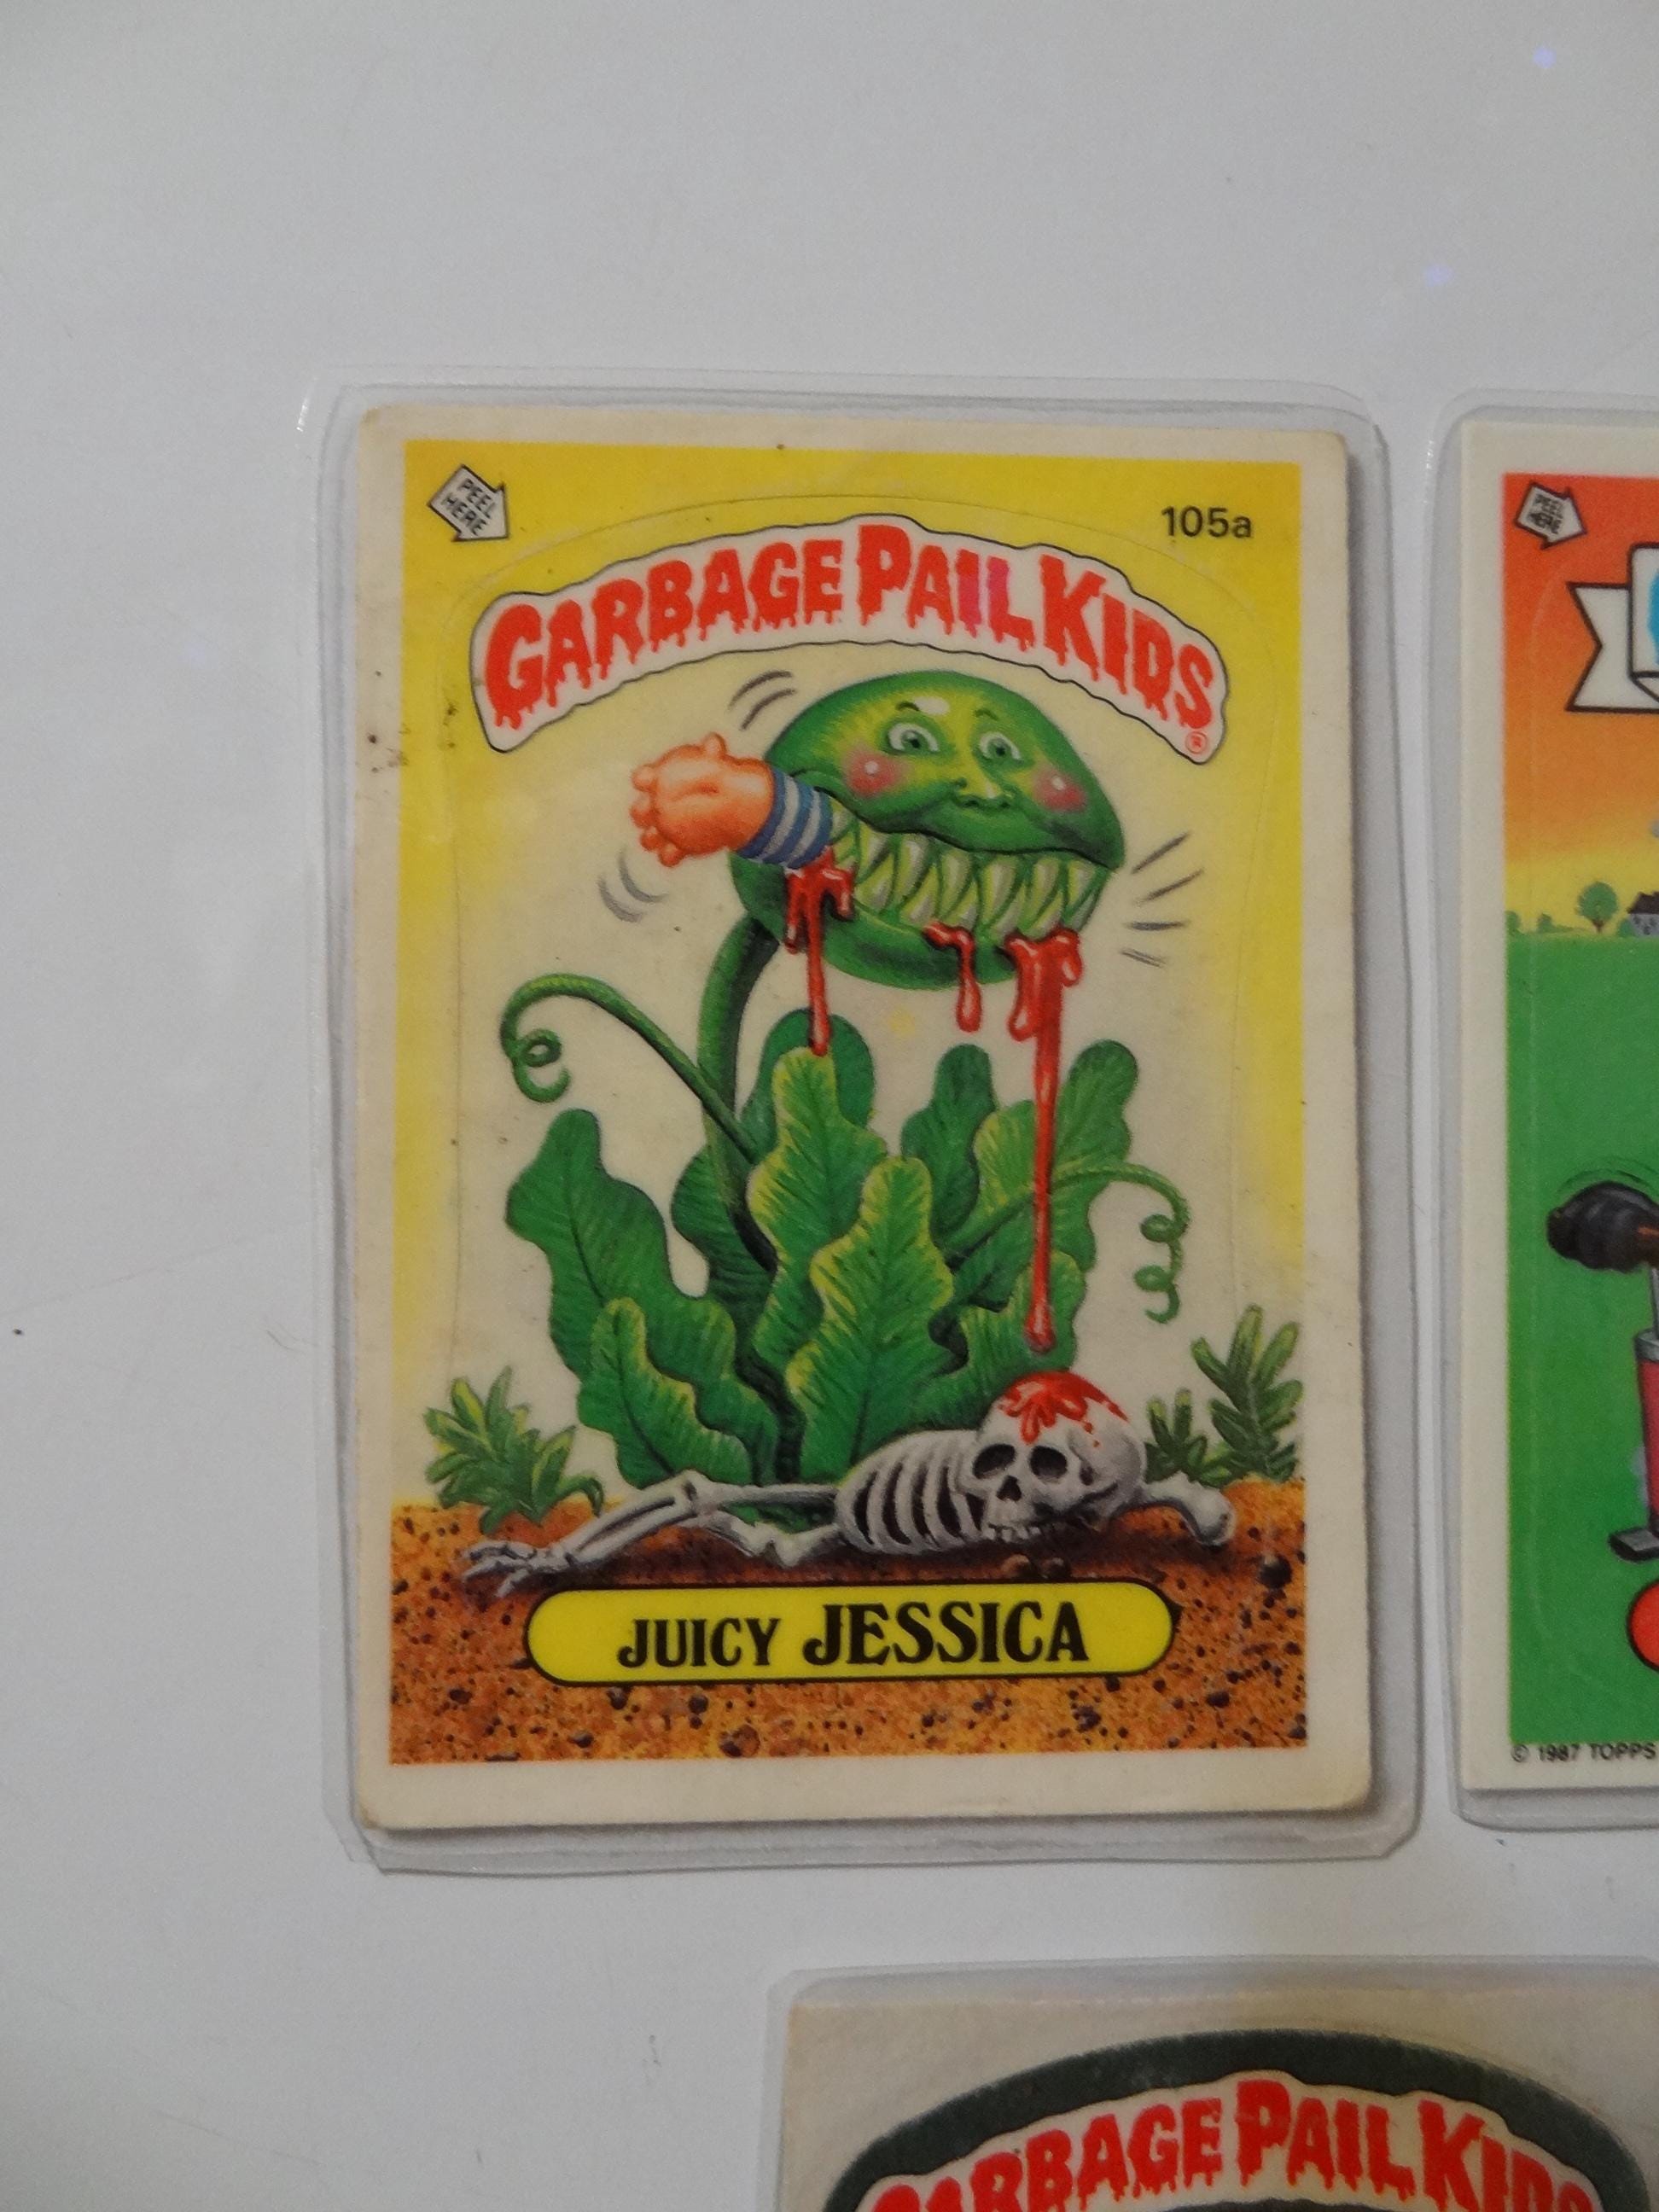 PEEL
HERE
105a
GARBAGE PAIL KIDS
®
JUICY JESSICA
PEEL
HERE
© 1987 TOPPS
GARBAGE PAIL KIDS